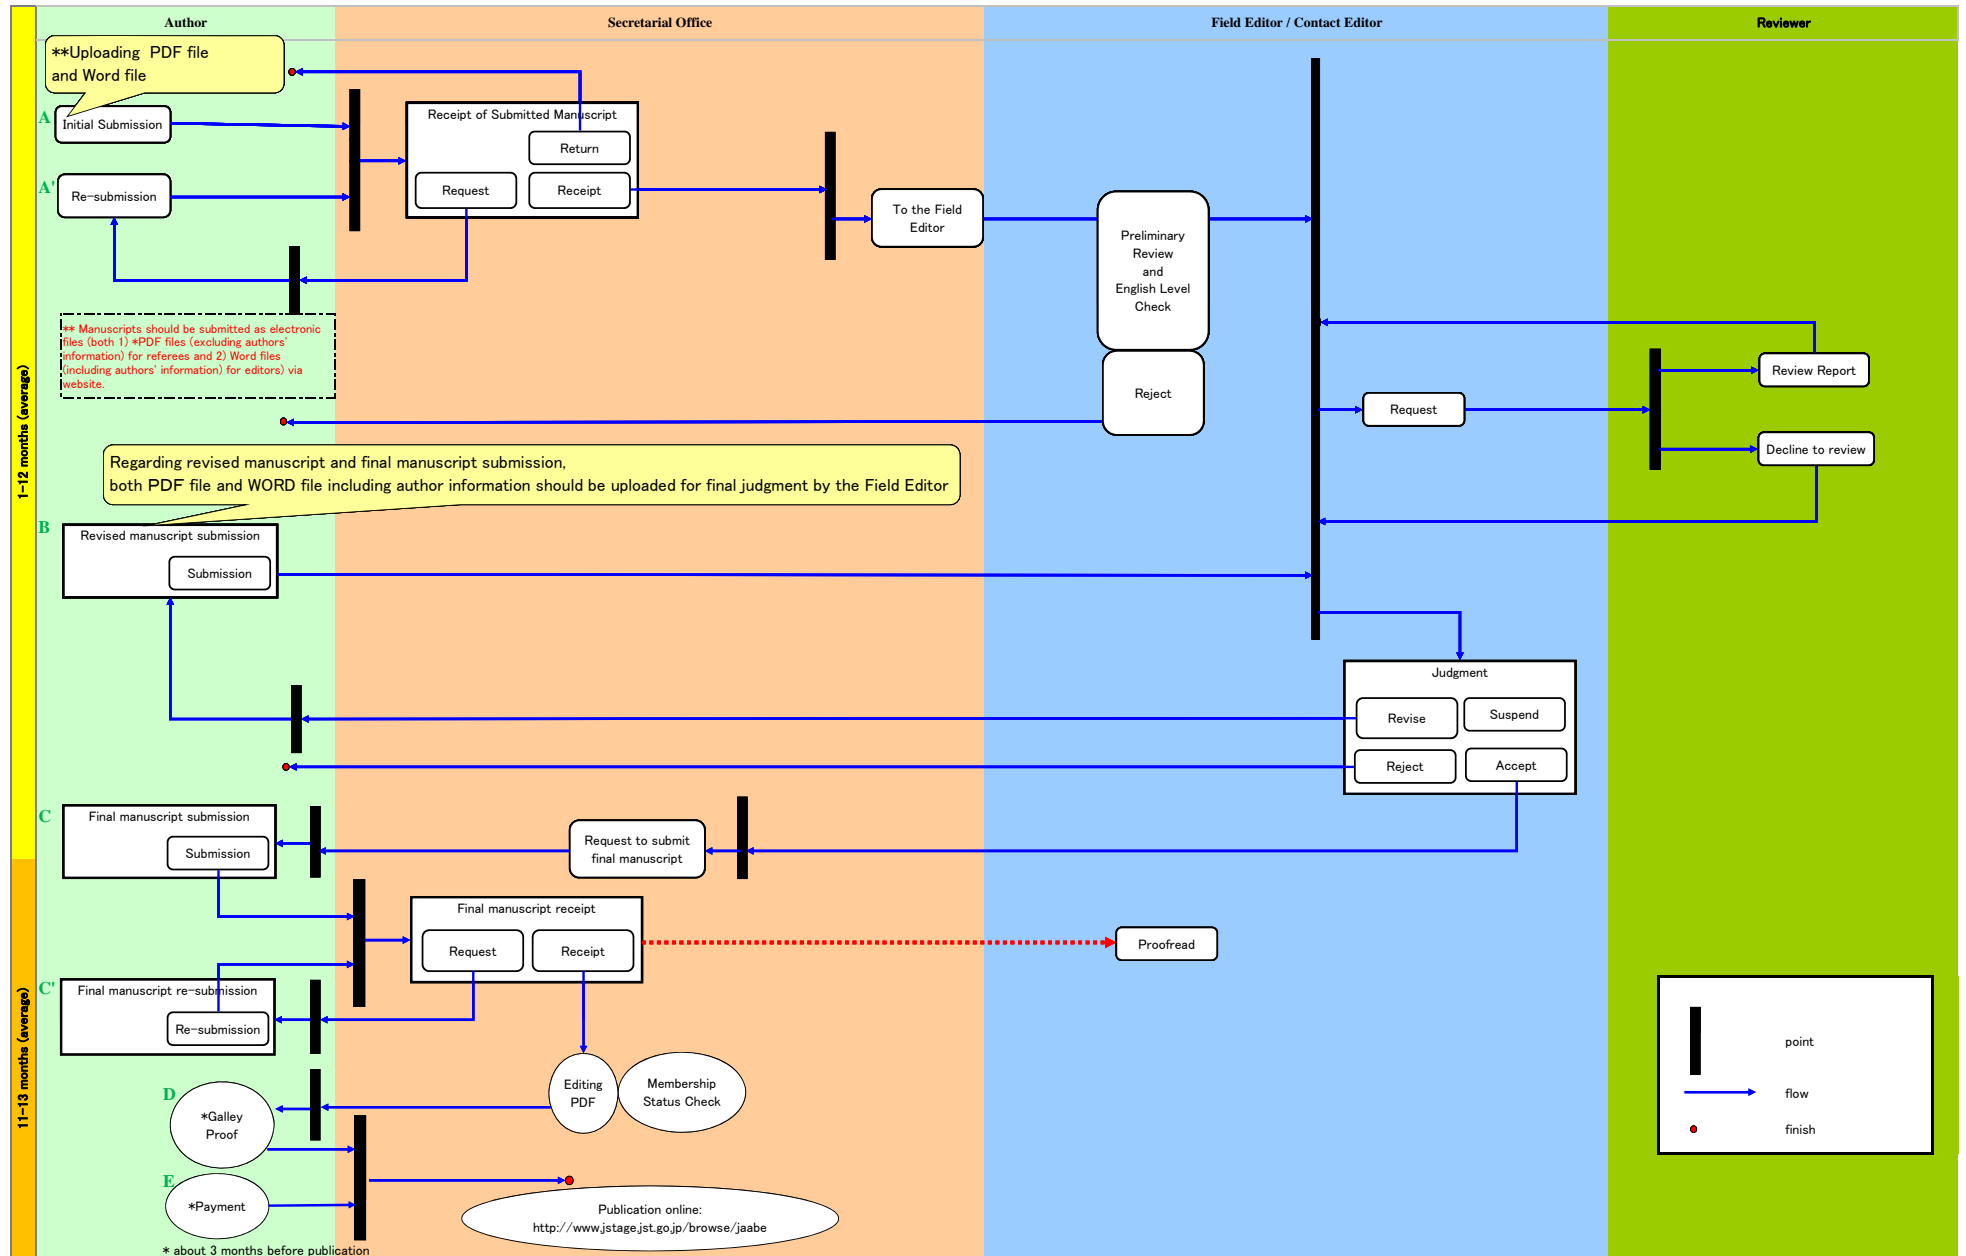 Author
Secretarial Office
Field Editor / Contact Editor
Reviewer
**Uploading PDF file
and Word file
A
Initial Submission
A'
Re-submission
Receipt of Submitted Manuscript
Return
Request
Receipt
To the Field
Editor
Preliminary
Review
and
English Level
Check
Reject
** Manuscripts should be submitted as electronic
files (both 1) *PDF files (excluding authors'
information) for referees and 2) Word files
(including authors' information) for editors) via
website.
1-12 months (average)
Request
Review Report
Decline to review
Regarding revised manuscript and final manuscript submission,
both PDF file and WORD file including author information should be uploaded for final judgment by the Field Editor
B
Revised manuscript submission
Submission
Judgment
Revise
Suspend
Reject
Accept
C
Final manuscript submission
Submission
Request to submit
final manuscript
Final manuscript receipt
Request
Receipt
Proofread
C'
Final manuscript re-submission
Re-submission
11-13 months (average)
Editing
PDF
Membership
Status Check
D
*Galley
Proof
E
*Payment
Publication online:
http://www.jstage.jst.go.jp/browse/jaabe
* about 3 months before publication
point
flow
finish